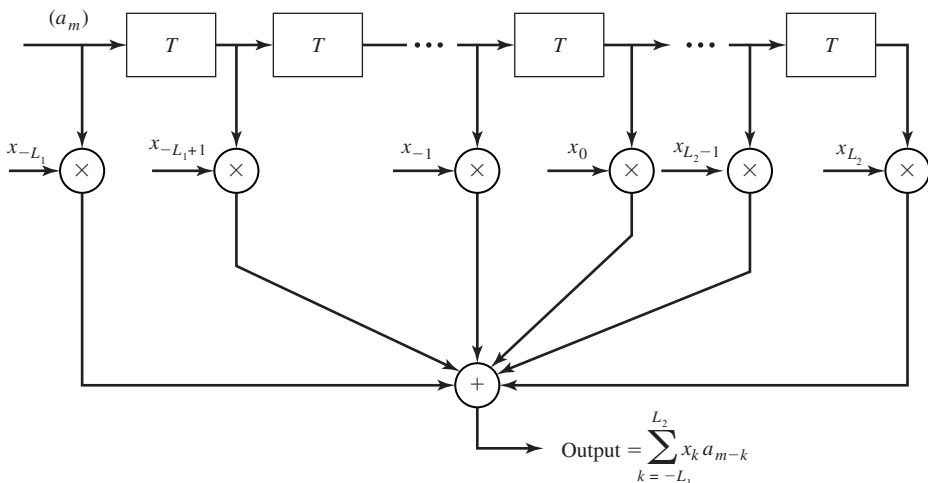 (a_m)
T T ••• T ••• T
x_{-L_1} x_{-L_1+1} x_{-1} x_0 x_{L_2-1} x_{L_2}
× × × × × ×
+
Output = \sum_{k = -L_1}^{L_2} x_k a_{m-k}